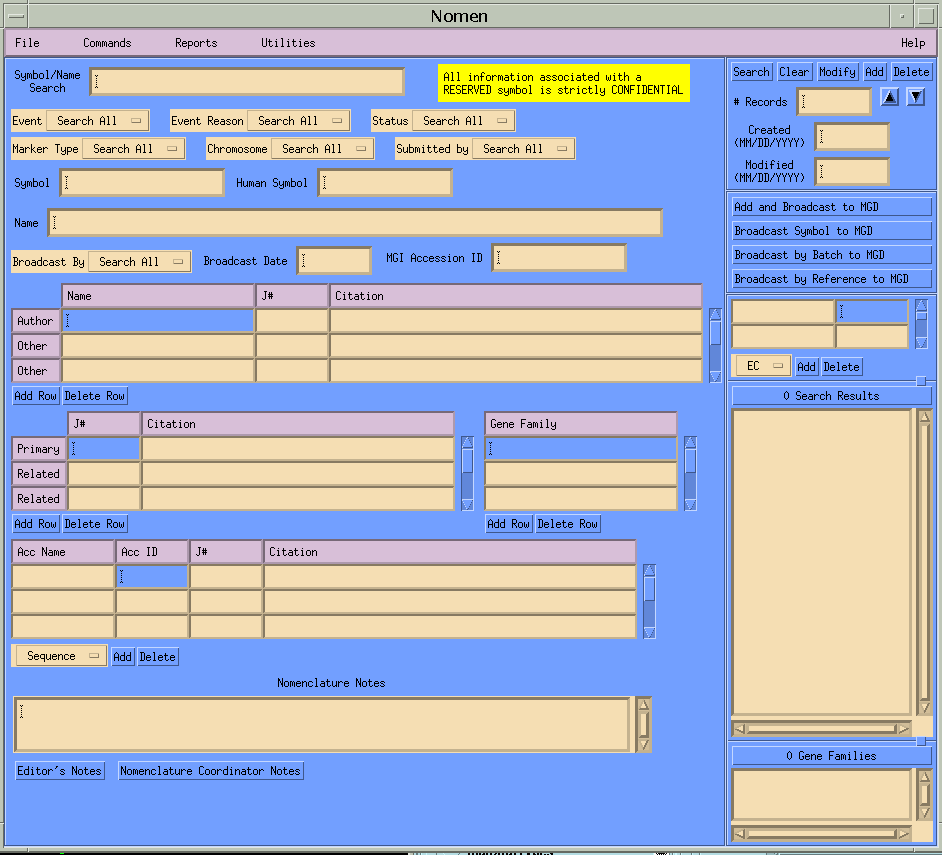 Nomen
File Commands Reports Utilities Help
Symbol/Name
Search
All information associated with a
RESERVED symbol is strictly CONFIDENTIAL
Event Search All Event Reason Search All Status Search All
Marker Type Search All Chromosome Search All Submitted by Search All
Symbol Human Symbol
Name
Broadcast By Search All Broadcast Date MGI Accession ID
Name J# Citation
Author
Other
Other
Add Row Delete Row
J# Citation
Primary
Related
Related
Add Row Delete Row
Gene Family
Add Row Delete Row
Acc Name Acc ID J# Citation
Sequence Add Delete
Nomenclature Notes
Editor's Notes Nomenclature Coordinator Notes
Search Clear Modify Add Delete
# Records
Created
(MM/DD/YYYY)
Modified
(MM/DD/YYYY)
Add and Broadcast to MGD
Broadcast Symbol to MGD
Broadcast by Batch to MGD
Broadcast by Reference to MGD
EC Add Delete
0 Search Results
0 Gene Families